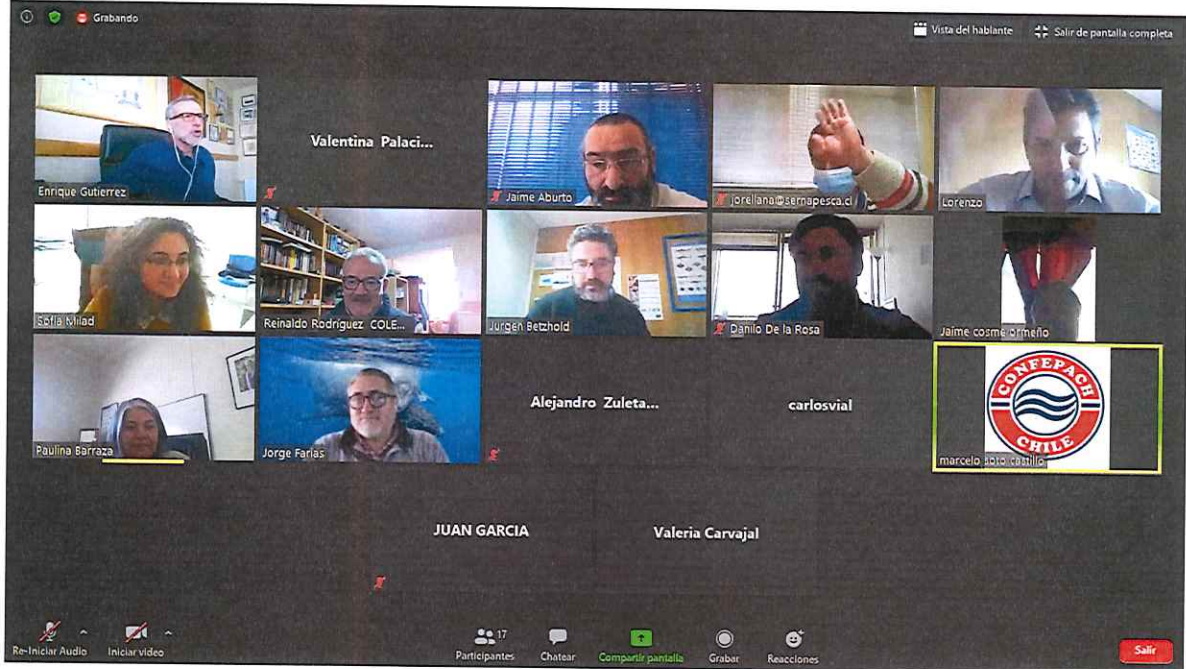 Grabando
Vista del hablante
Salir de pantalla completa
Enrique Gutierrez
Valentina Palaci...
Jaime Aburto
jorellana@sernapesca.cl
Lorenzo
Sofía Milad
Reinaldo Rodríguez COLE...
Jurgen Betzhold
Danilo De la Rosa
Jaime cosme ormeño
Paulina Barraza
Jorge Farias
Alejandro Zuleta...
carlosvial
CONFEPACH
CHILE
marcelo soto castillo
JUAN GARCIA
Valeria Carvajal
Re-Iniciar Audio
Iniciar video
17
Participantes
Chatear
Compartir pantalla
Grabar
Reacciones
Salir